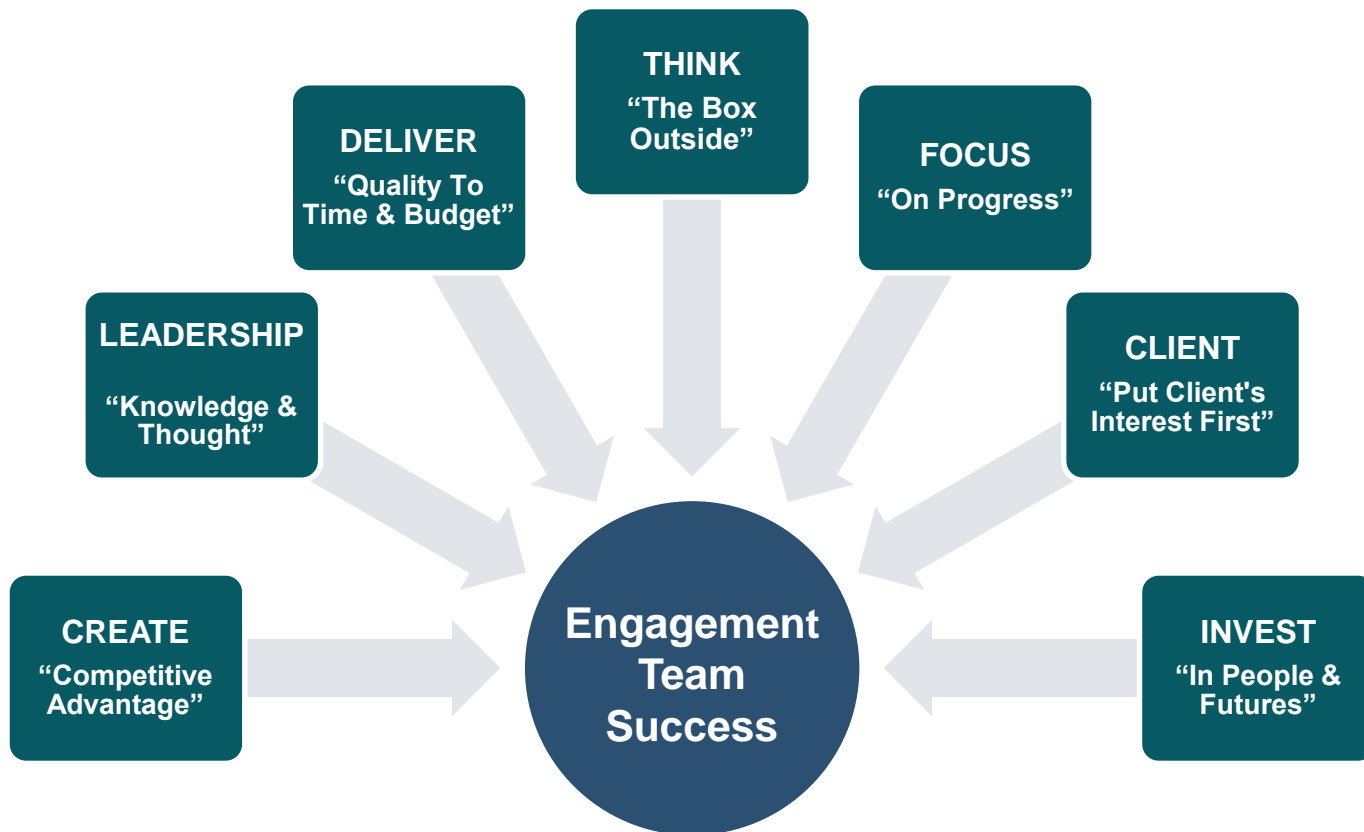 THINK
“The Box
Outside”
DELIVER
“Quality To
Time & Budget”
FOCUS
“On Progress”
LEADERSHIP
“Knowledge &
Thought”
CLIENT
“Put Client's
Interest First”
CREATE
“Competitive
Advantage”
INVEST
“In People &
Futures”
Engagement
Team
Success